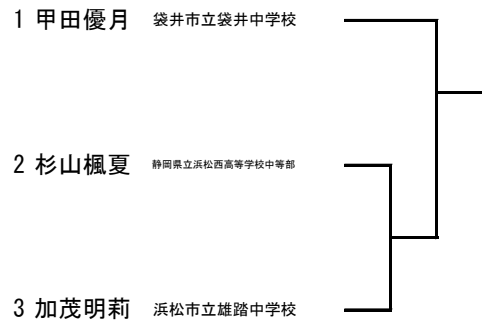 1 甲田優月 袋井市立袋井中学校
2 杉山楓夏 静岡県立浜松西高等学校中等部
3 加茂明莉 浜松市立雄踏中学校